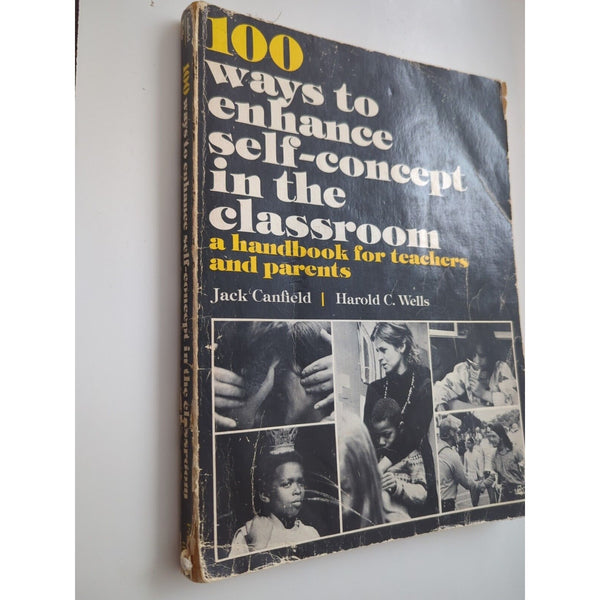 100
ways to
enhance
self-concept
in the
classroom
a handbook for teachers
and parents
Jack Canfield | Harold C. Wells
100 ways to enhance self-concept in the classroom